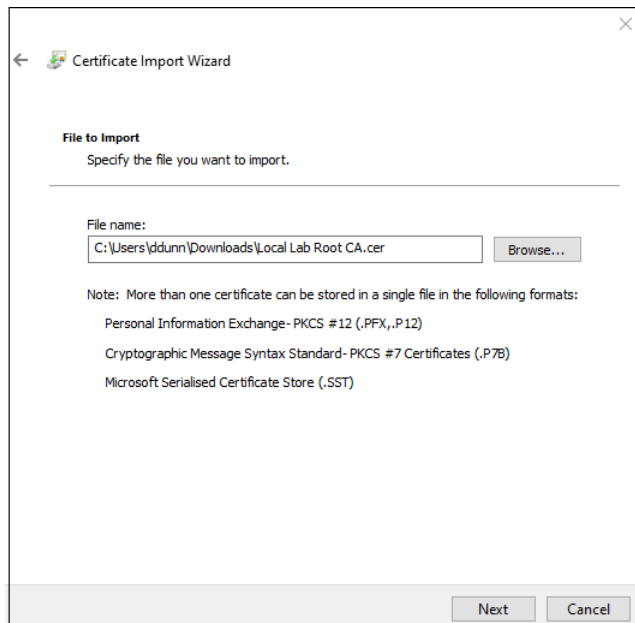 Certificate Import Wizard
File to Import
Specify the file you want to import.
File name:
C:\Users\ddunn\Downloads\Local Lab Root CA.cer
Browse...
Note: More than one certificate can be stored in a single file in the following formats:
Personal Information Exchange- PKCS #12 (.PFX,.P12)
Cryptographic Message Syntax Standard- PKCS #7 Certificates (.P7B)
Microsoft Serialised Certificate Store (.SST)
Next Cancel